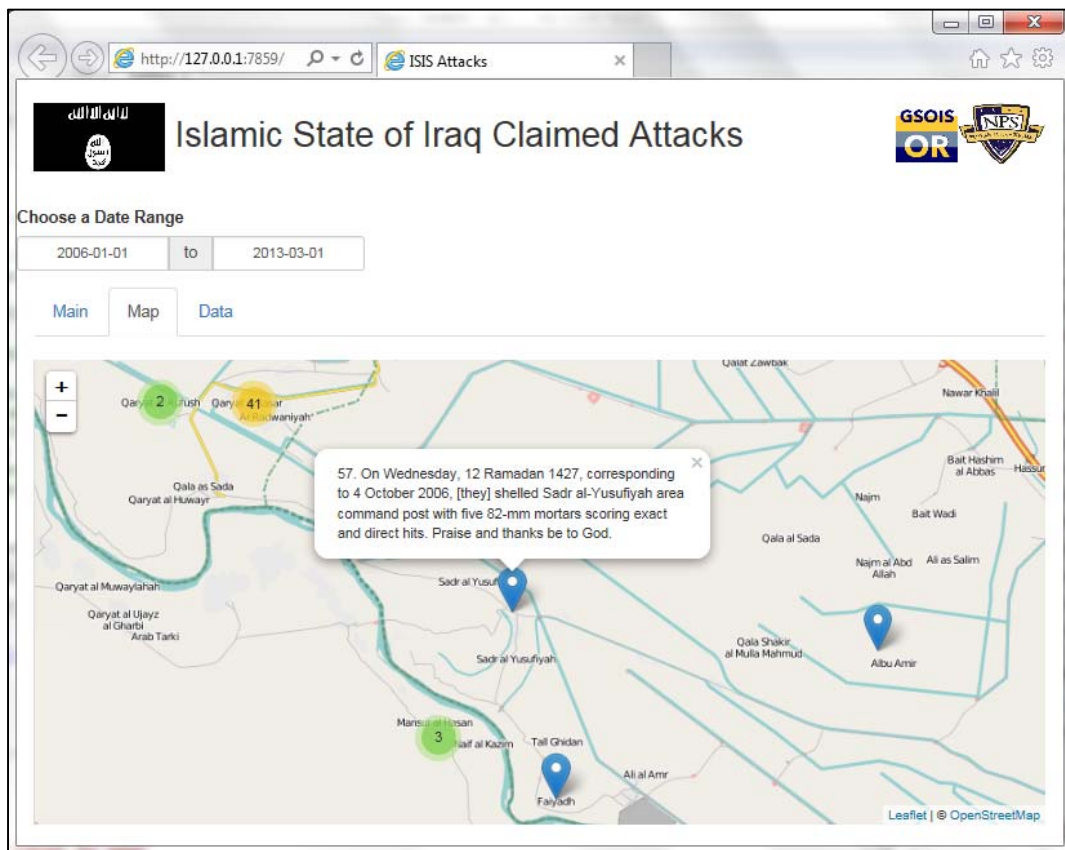 http://127.0.0.1:7859/
ISIS Attacks
Islamic State of Iraq Claimed Attacks
GSOIS
OR
NPS
Choose a Date Range
2006-01-01 to 2013-03-01
Main Map Data
+
−
2
41
Qalat Zawbak
Nawar Khalil
Bait Hashim
al Abbas
Qala as
Sada
Qaryat al Huwayr
57. On Wednesday, 12 Ramadan 1427, corresponding
to 4 October 2006, [they] shelled Sadr al-Yusufiyah area
command post with five 82-mm mortars scoring exact
and direct hits. Praise and thanks be to God.
Najm
Bait Wadi
Qala al Sada
Najm al Abd
Allah
Ali as Salim
Qaryat al Muwaylahah
Qaryat al Ujayz
al Gharbi
Arab Tarki
Sadr al Yusuf
Sadr al Yusufiyah
Qala Shakir
al Mulla Mahmud
Albu Amir
3
Naif al Kazim
Tall Ghidan
Ali al Amr
Faiyadh
Leaflet | © OpenStreetMap